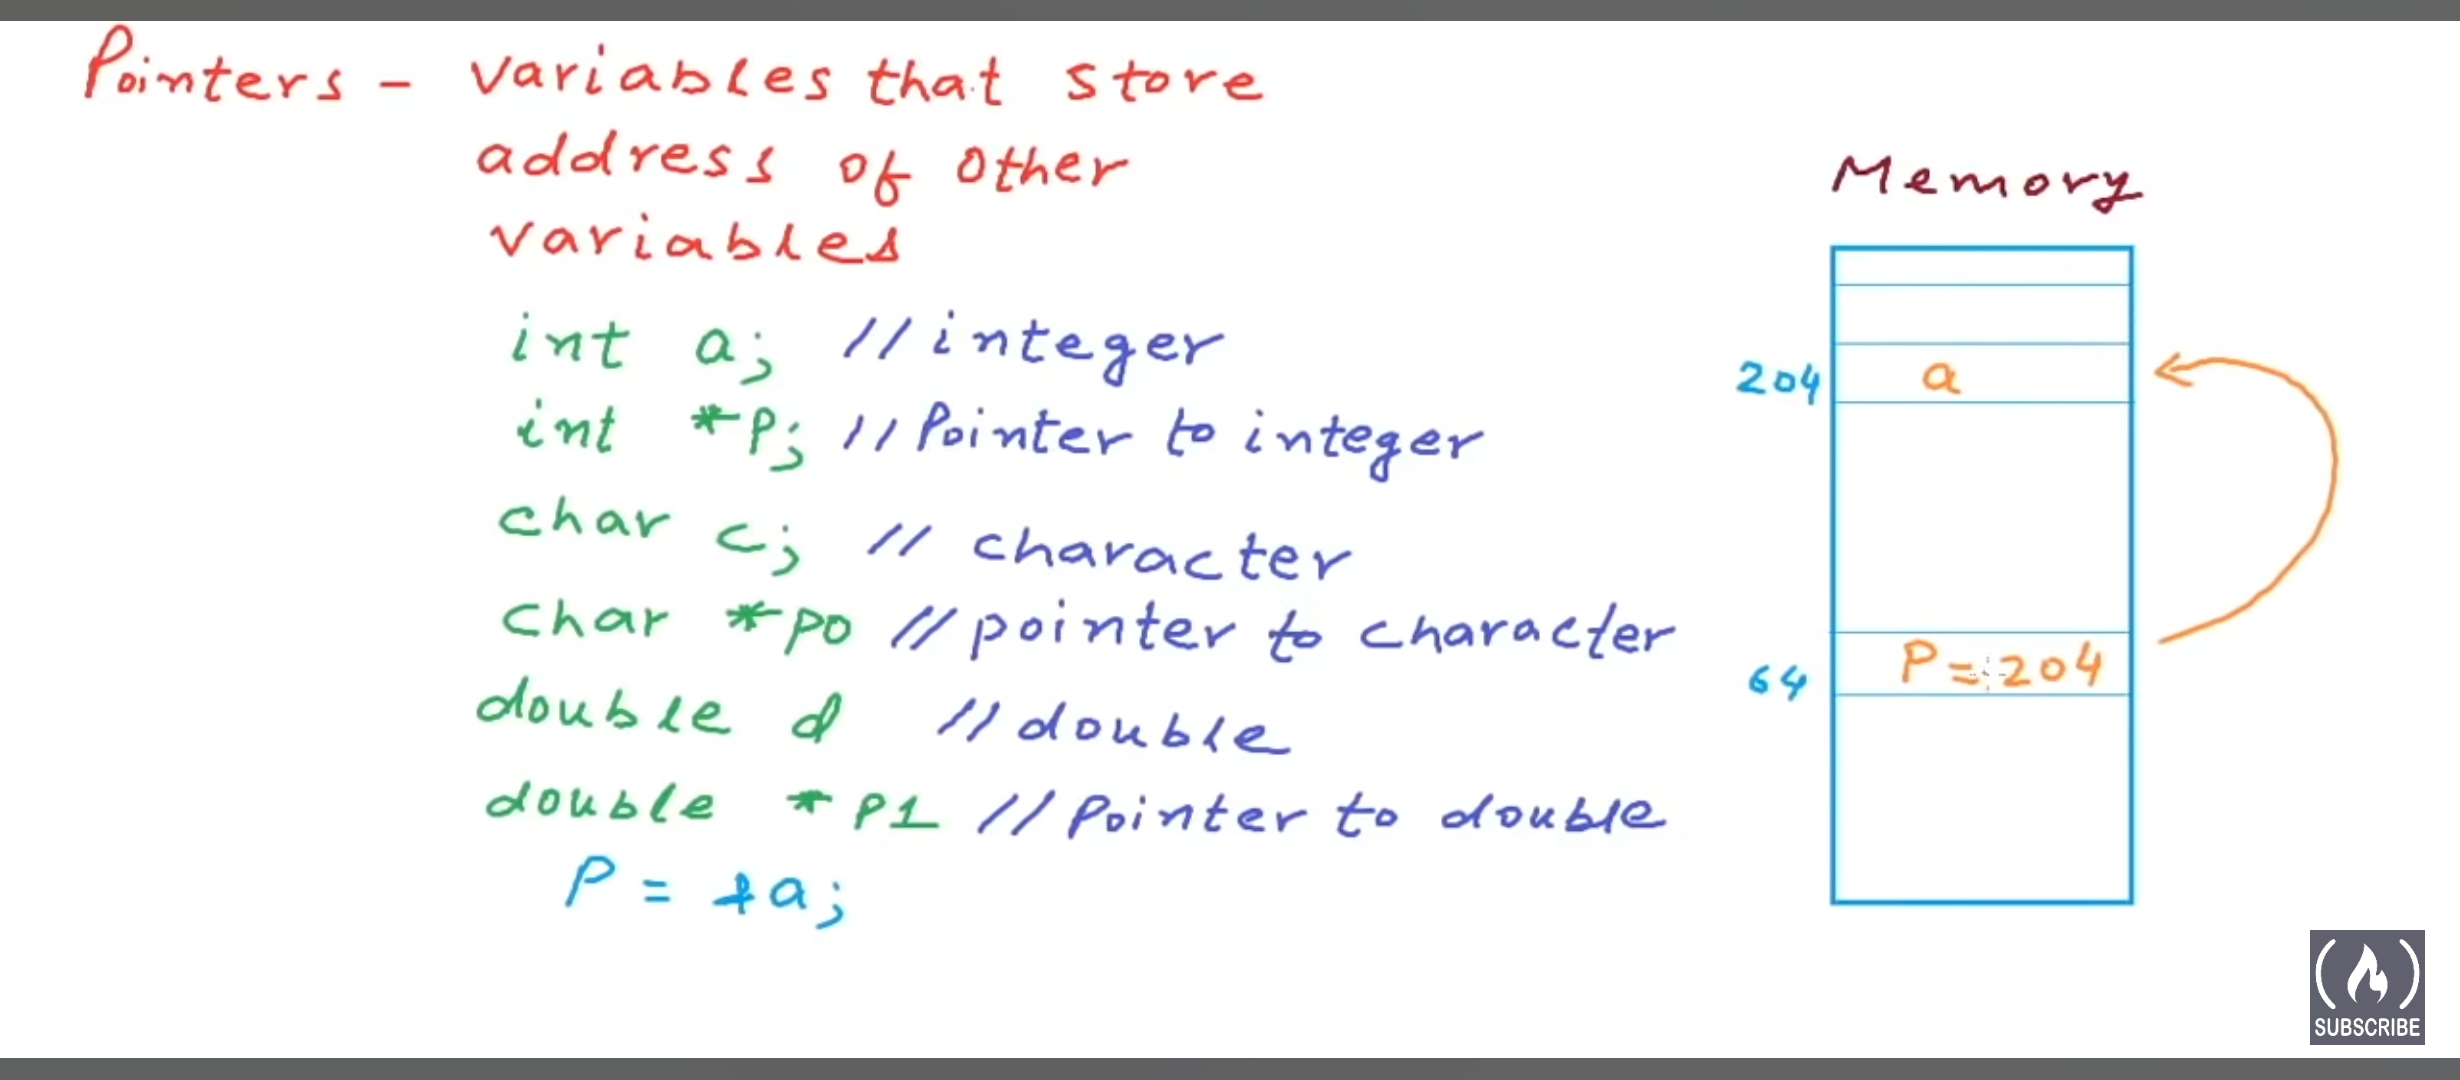 Pointers - variables that store
address of other
variables
int a; //integer
int *P; //Pointer to integer
char c; // character
char *p0 //pointer to character
double d //double
double *P1 //Pointer to double
P = &a;
Memory
204 a
64 P = 204
SUBSCRIBE